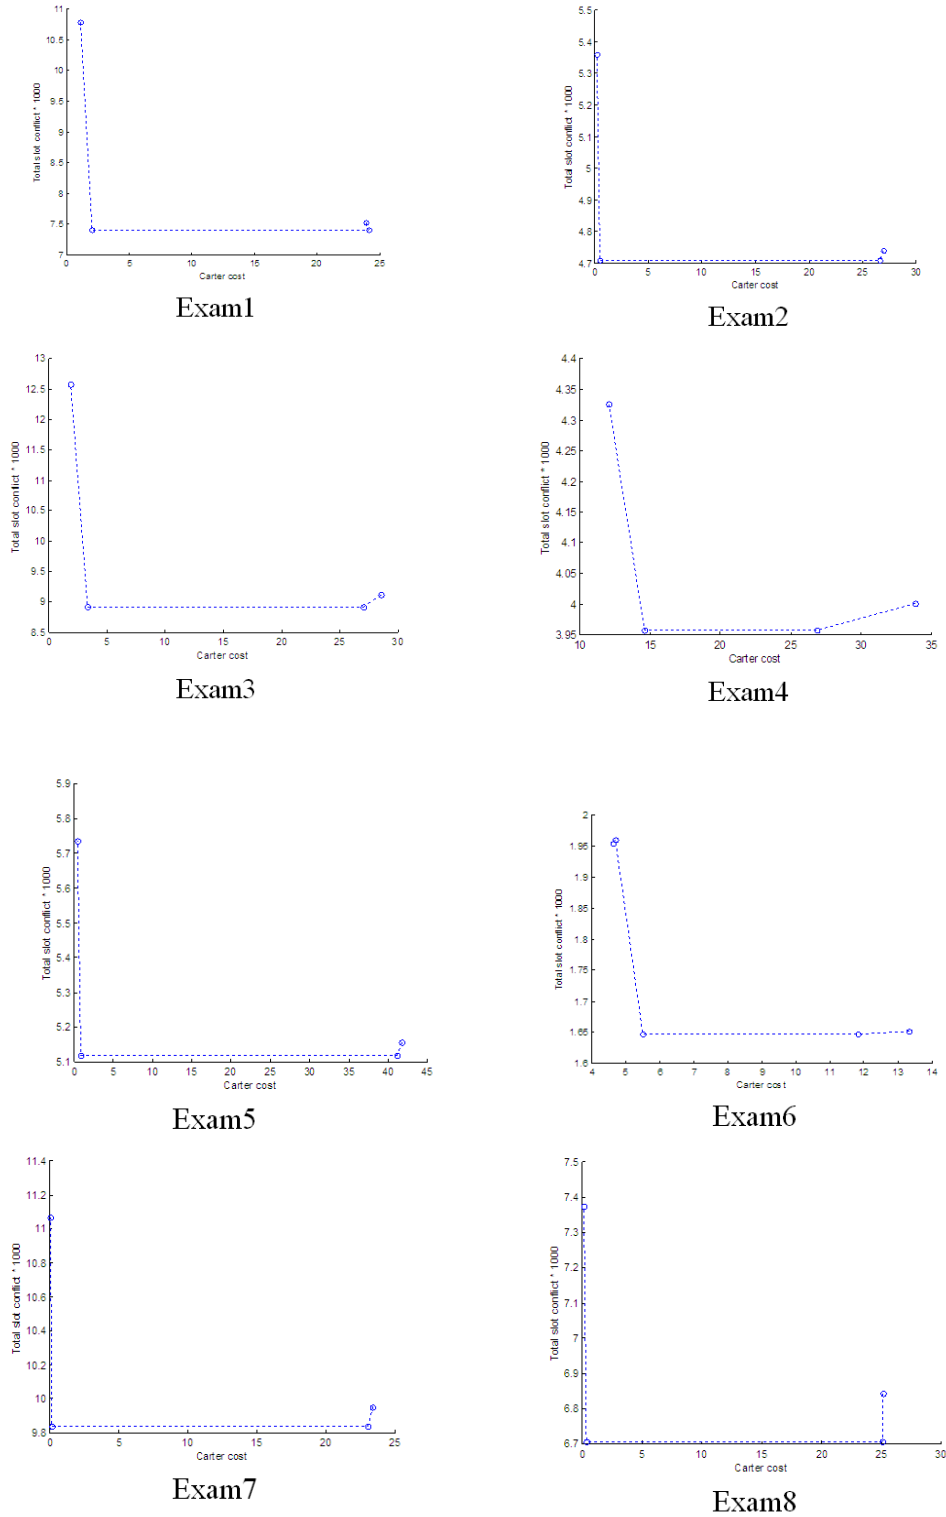 11
10.5
10
9.5
9
8.5
8
7.5
7
Total slot conflict * 1000
0 5 10 15 20 25
Carter cost
Exam1
5.5
5.4
5.3
5.2
5.1
5
4.9
4.8
4.7
Total slot conflict * 1000
0 5 10 15 20 25 30
Carter cost
Exam2
13
12.5
12
11.5
11
10.5
10
9.5
9
8.5
Total slot conflict * 1000
0 5 10 15 20 25 30
Carter cost
Exam3
4.4
4.35
4.3
4.25
4.2
4.15
4.1
4.05
4
3.95
Total slot conflict * 1000
10 15 20 25 30 35
Carter cost
Exam4
5.9
5.8
5.7
5.6
5.5
5.4
5.3
5.2
5.1
Total slot conflict * 1000
0 5 10 15 20 25 30 35 40 45
Carter cost
Exam5
2
1.95
1.9
1.85
1.8
1.75
1.7
1.65
1.6
Total slot conflict * 1000
4 5 6 7 8 9 10 11 12 13 14
Carter cost
Exam6
11.4
11.2
11
10.8
10.6
10.4
10.2
10
9.8
Total slot conflict * 1000
0 5 10 15 20 25
Carter cost
Exam7
7.5
7.4
7.3
7.2
7.1
7
6.9
6.8
6.7
Total slot conflict * 1000
0 5 10 15 20 25 30
Carter cost
Exam8